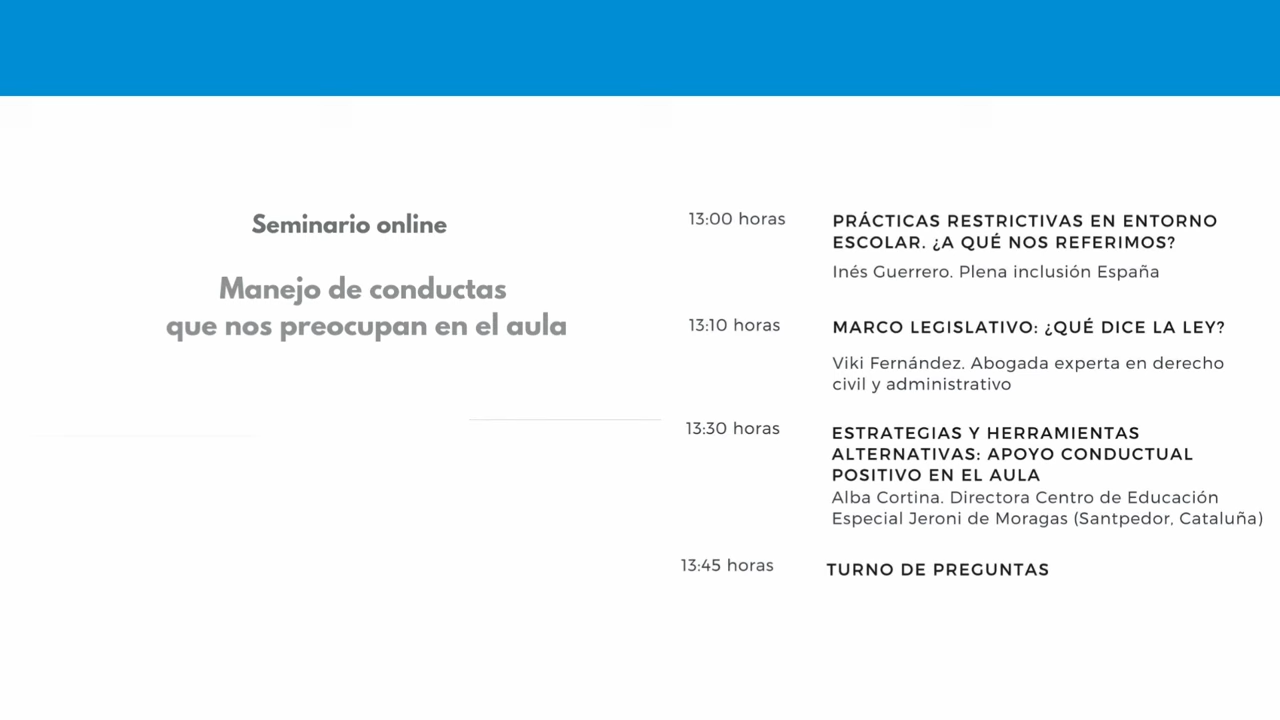 Seminario online
Manejo de conductas
que nos preocupan en el aula
13:00 horas
PRÁCTICAS RESTRICTIVAS EN ENTORNO
ESCOLAR. ¿A QUÉ NOS REFERIMOS?
Inés Guerrero. Plena inclusión España
13:10 horas
MARCO LEGISLATIVO: ¿QUÉ DICE LA LEY?
Viki Fernández. Abogada experta en derecho
civil y administrativo
13:30 horas
ESTRATEGIAS Y HERRAMIENTAS
ALTERNATIVAS: APOYO CONDUCTUAL
POSITIVO EN EL AULA
Alba Cortina. Directora Centro de Educación
Especial Jeroni de Moragas (Santpedor, Cataluña)
13:45 horas
TURNO DE PREGUNTAS